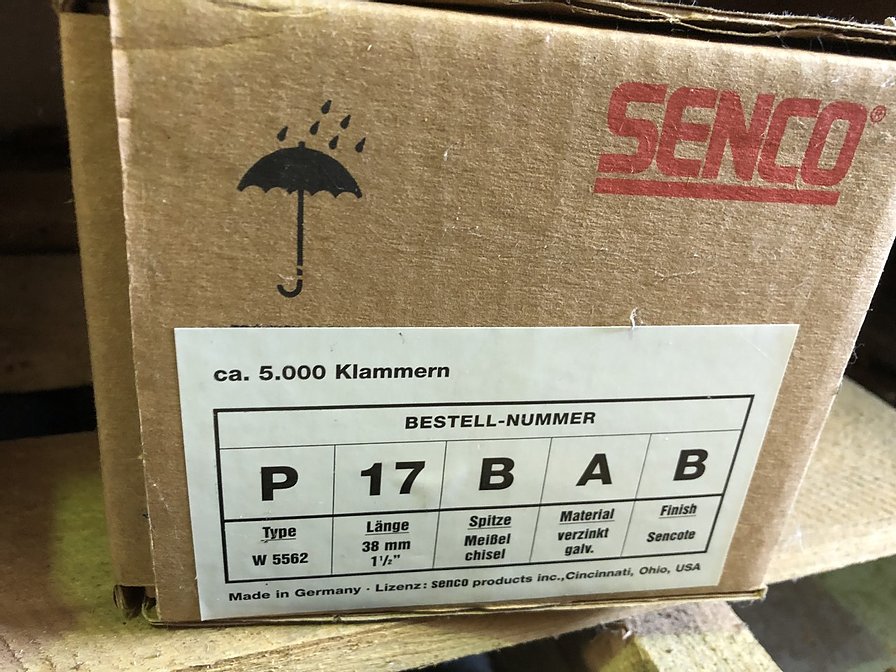 SENCO®
ca. 5.000 Klammern
BESTELL-NUMMER
P 17 B A B
Type Länge Spitze Material Finish
W 5562 38 mm Meißel verzinkt Sencote
1½" chisel galv.
Made in Germany · Lizenz: senco products inc.,Cincinnati, Ohio, USA